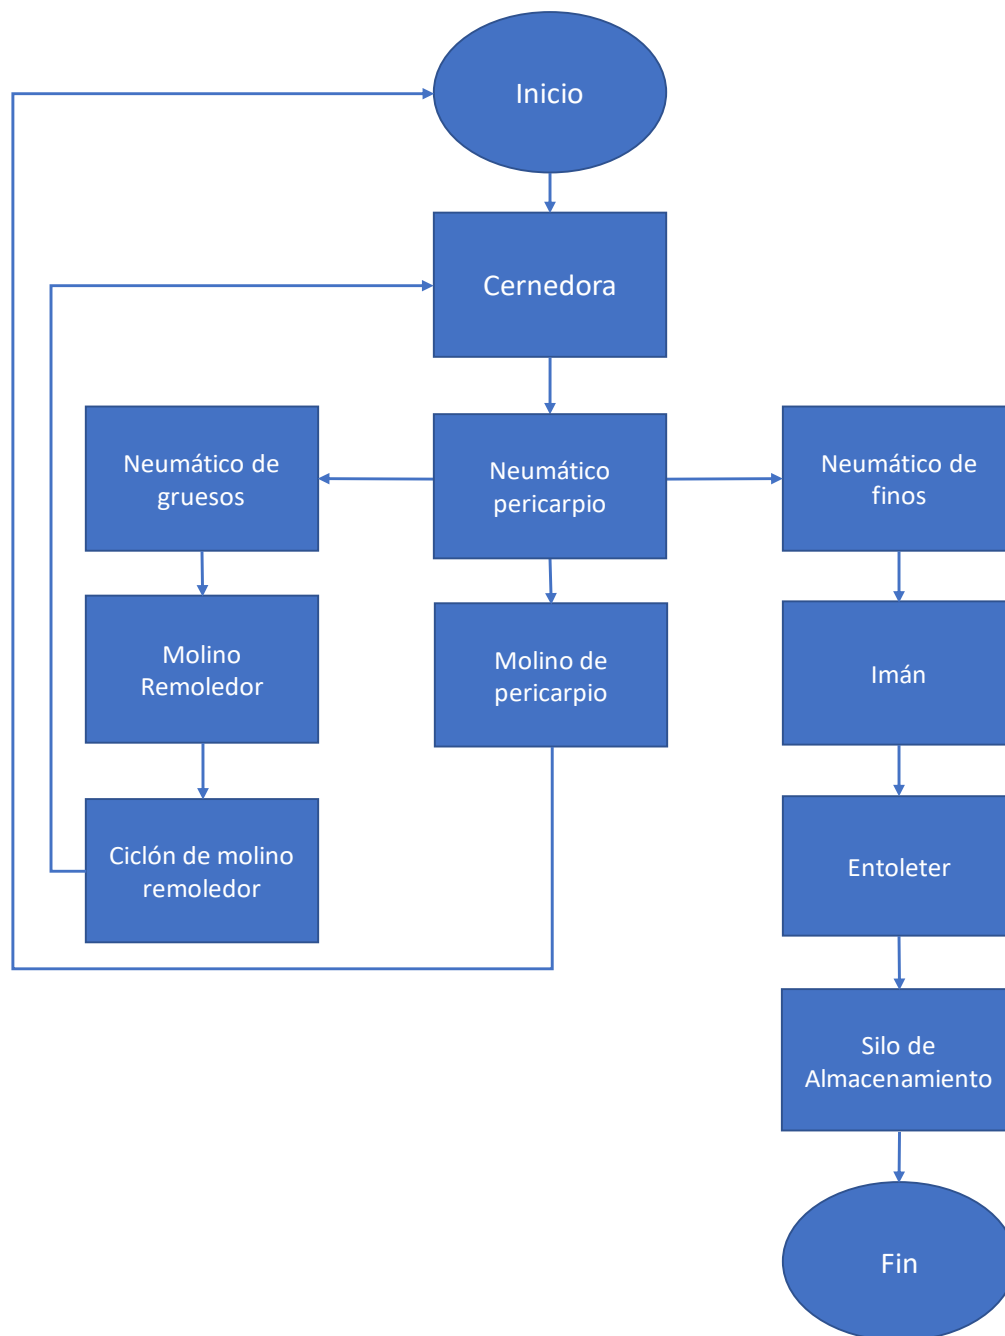 Inicio
Cernedora
Neumático de
gruesos
Neumático
pericarpio
Neumático de
finos
Molino
Remoledor
Molino de
pericarpio
Imán
Ciclón de molino
remoledor
Entoleter
Silo de
Almacenamiento
Fin